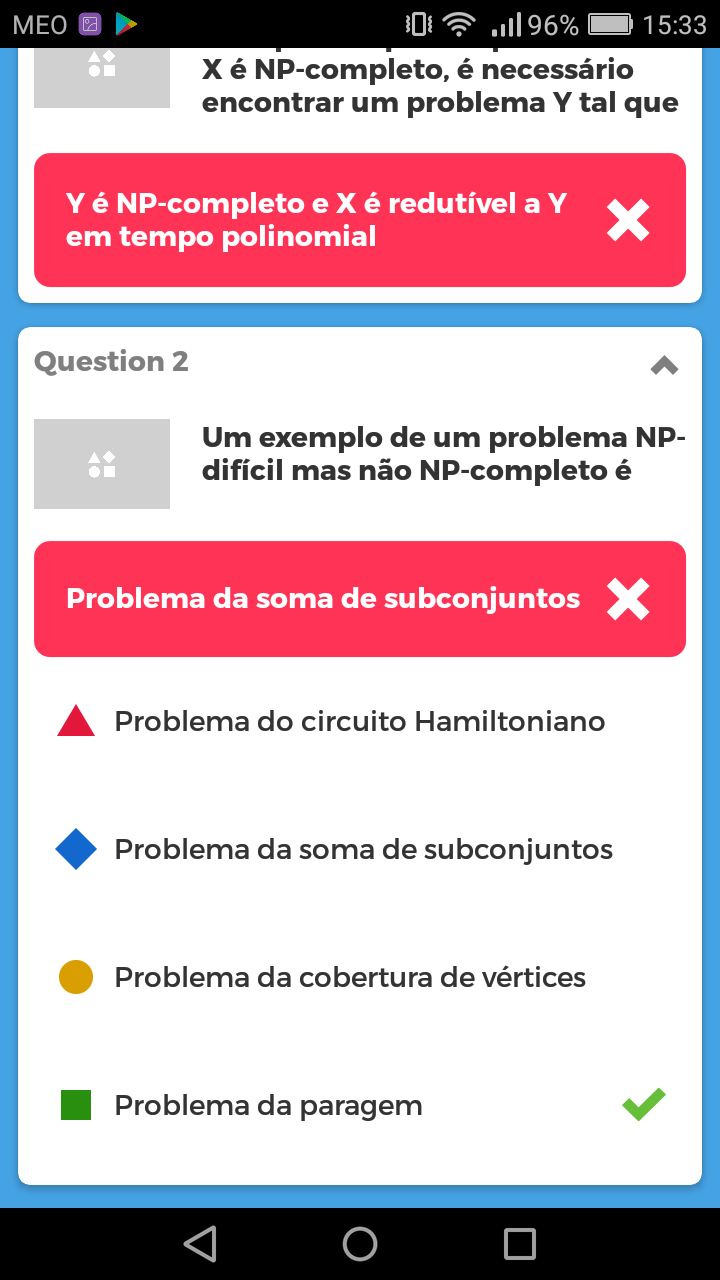 MEO 96% 15:33
X é NP-completo, é necessário
encontrar um problema Y tal que
Y é NP-completo e X é redutível a Y
em tempo polinomial
Question 2
Um exemplo de um problema NP-
difícil mas não NP-completo é
Problema da soma de subconjuntos
Problema do circuito Hamiltoniano
Problema da soma de subconjuntos
Problema da cobertura de vértices
Problema da paragem